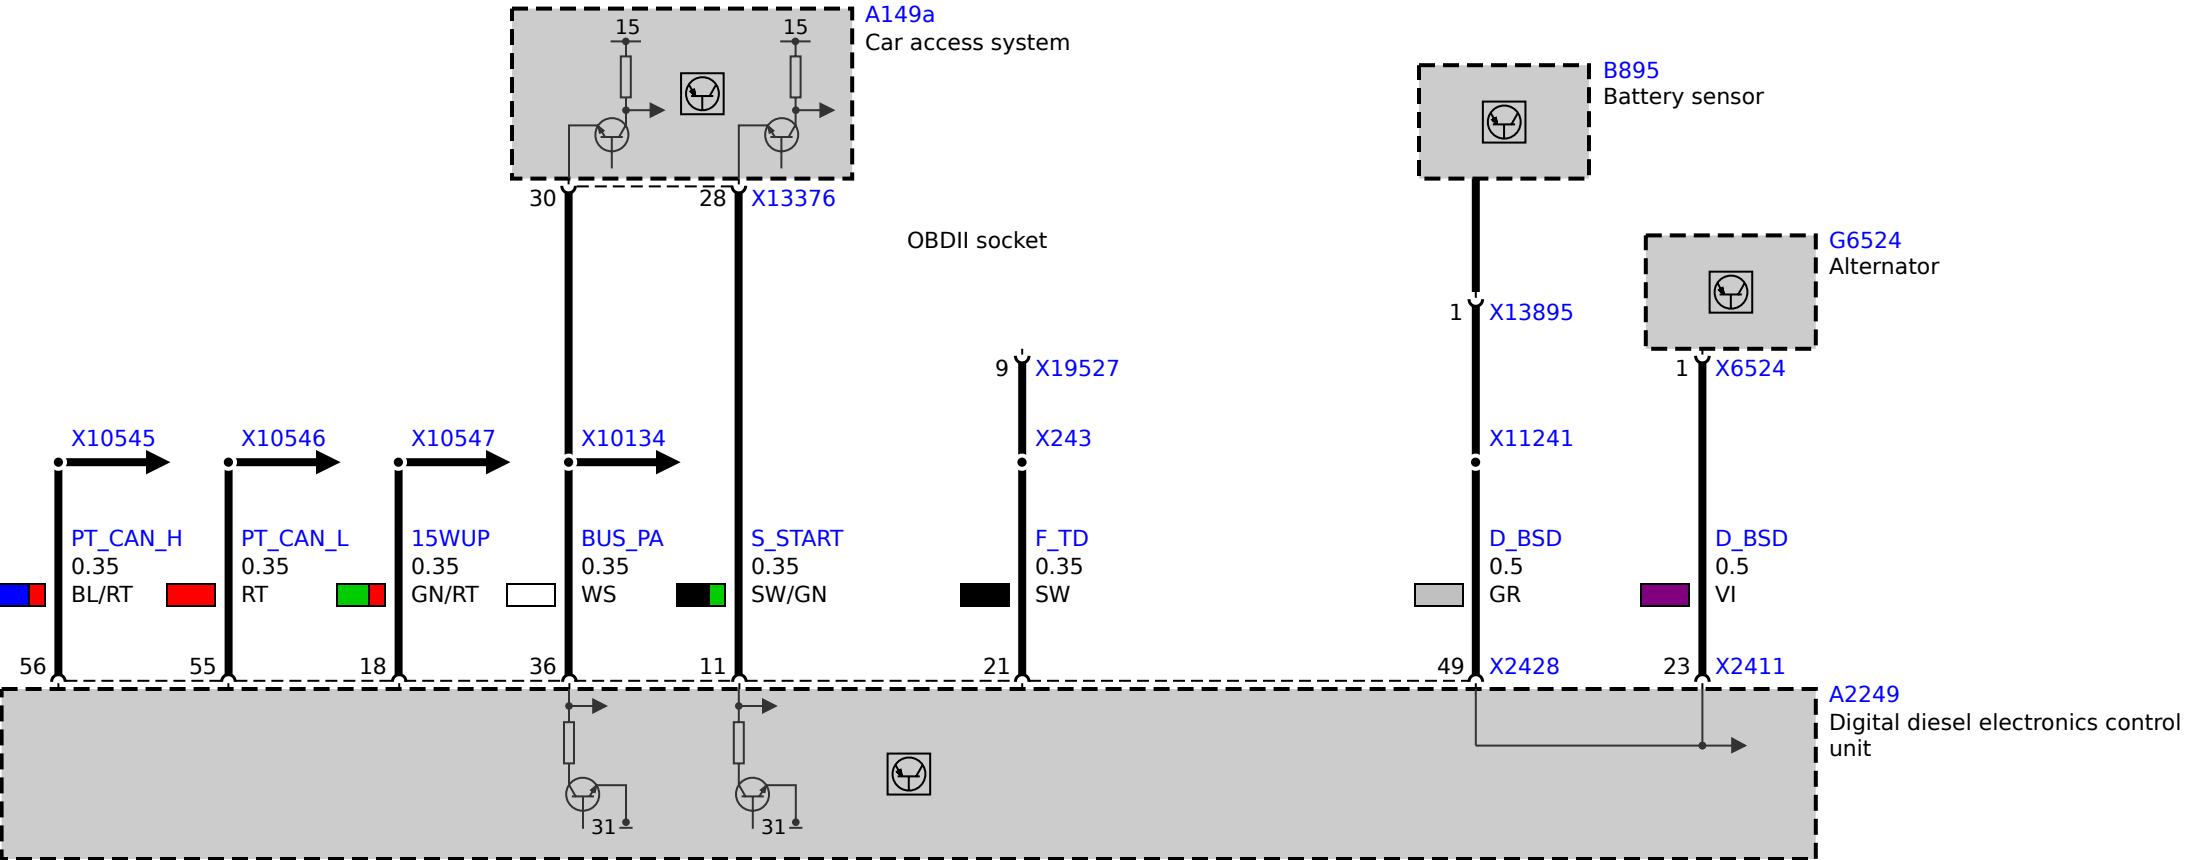 15
15
A149a
Car access system
B895
Battery sensor
30
28
X13376
OBDII socket
G6524
Alternator
1
X13895
9
X19527
1
X6524
X10545
X10546
X10547
X10134
X243
X11241
PT_CAN_H
PT_CAN_L
15WUP
BUS_PA
S_START
F_TD
D_BSD
D_BSD
0.35
0.35
0.35
0.35
0.35
0.35
0.5
0.5
BL/RT
RT
GN/RT
WS
SW/GN
SW
GR
VI
56
55
18
36
11
21
49
X2428
23
X2411
A2249
Digital diesel electronics control
unit
31
31